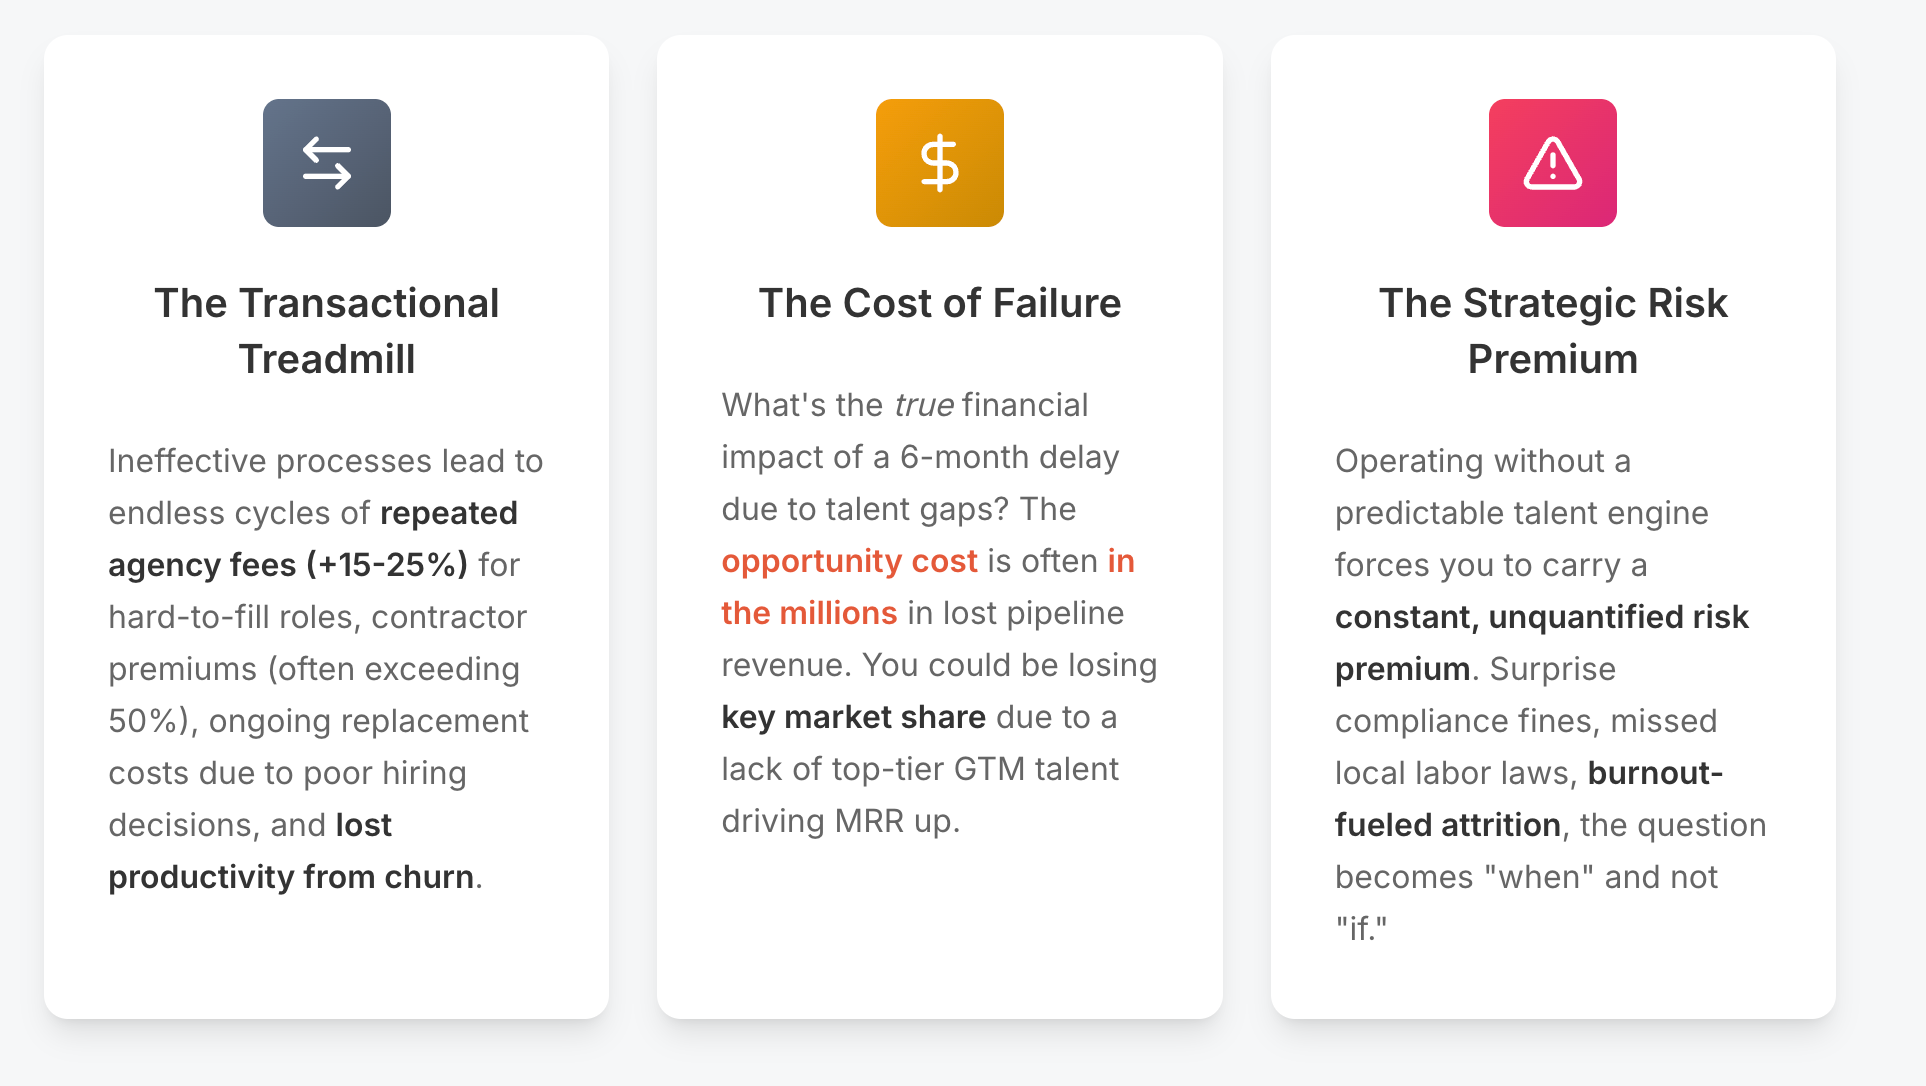 The Transactional
Treadmill
Ineffective processes lead to
endless cycles of repeated
agency fees (+15-25%) for
hard-to-fill roles, contractor
premiums (often exceeding
50%), ongoing replacement
costs due to poor hiring
decisions, and lost
productivity from churn.
The Cost of Failure
What's the true financial
impact of a 6-month delay
due to talent gaps? The
opportunity cost is often in
the millions in lost pipeline
revenue. You could be losing
key market share due to a
lack of top-tier GTM talent
driving MRR up.
The Strategic Risk
Premium
Operating without a
predictable talent engine
forces you to carry a
constant, unquantified risk
premium. Surprise
compliance fines, missed
local labor laws, burnout-
fueled attrition, the question
becomes "when" and not
"if."